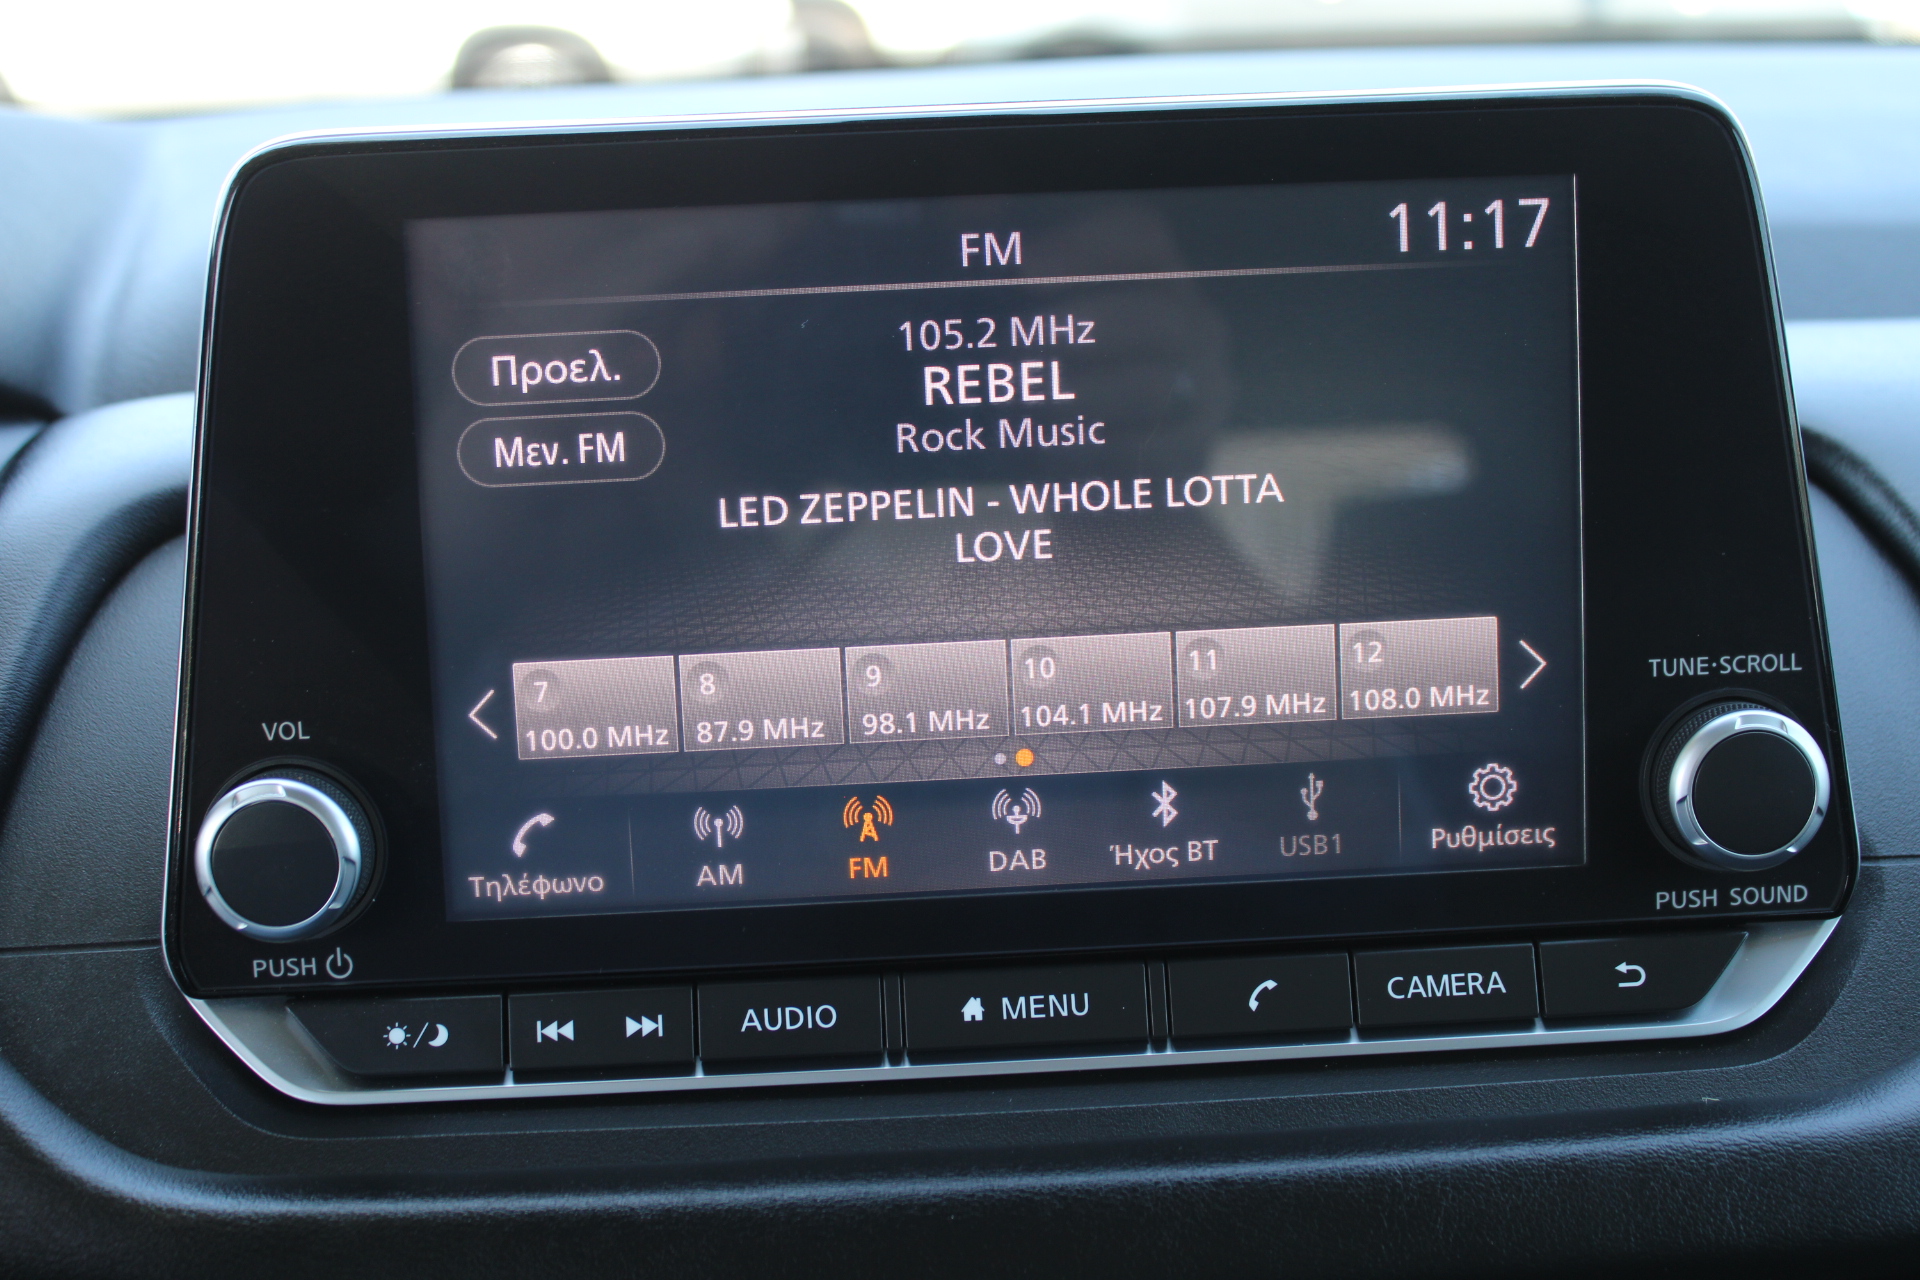 FM
11:17
Προελ.
Μεν. FM
105.2 MHz
REBEL
Rock Music
LED ZEPPELIN - WHOLE LOTTA
LOVE
7
100.0 MHz
8
87.9 MHz
9
98.1 MHz
10
104.1 MHz
11
107.9 MHz
12
108.0 MHz
Τηλέφωνο
AM
FM
DAB
Ήχος BT
USB1
Ρυθμίσεις
VOL
PUSH
TUNE·SCROLL
PUSH SOUND
AUDIO
MENU
CAMERA